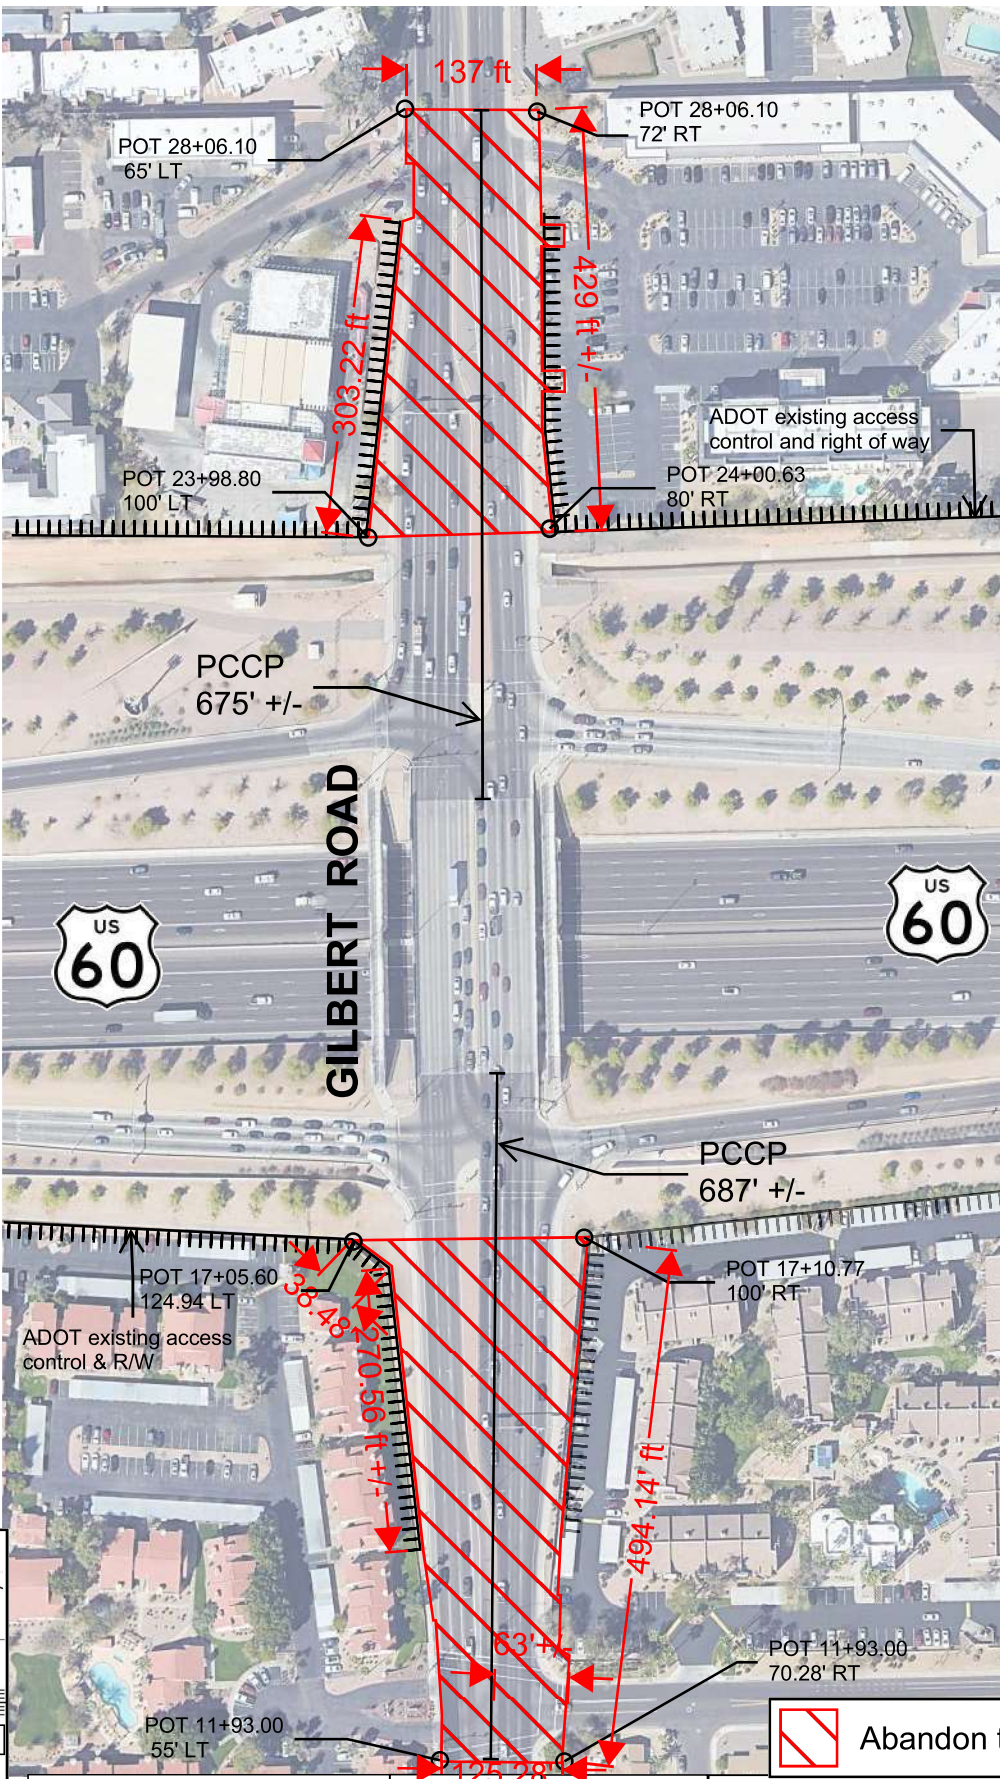 137 ft
POT 28+06.10
65' LT
POT 28+06.10
72' RT
303.22 ft
429 ft +/-
ADOT existing access
control and right of way
POT 23+98.80
100' LT
POT 24+00.63
80' RT
PCCP
675' +/-
GILBERT ROAD
US
60
US
60
PCCP
687' +/-
POT 17+05.60
124.94 LT
POT 17+10.77
100' RT
38.48'
ADOT existing access
control & R/W
270.56 ft +/-
494.14' ft
63'+/-
POT 11+93.00
70.28' RT
POT 11+93.00
55' LT
125.28'
Abandon